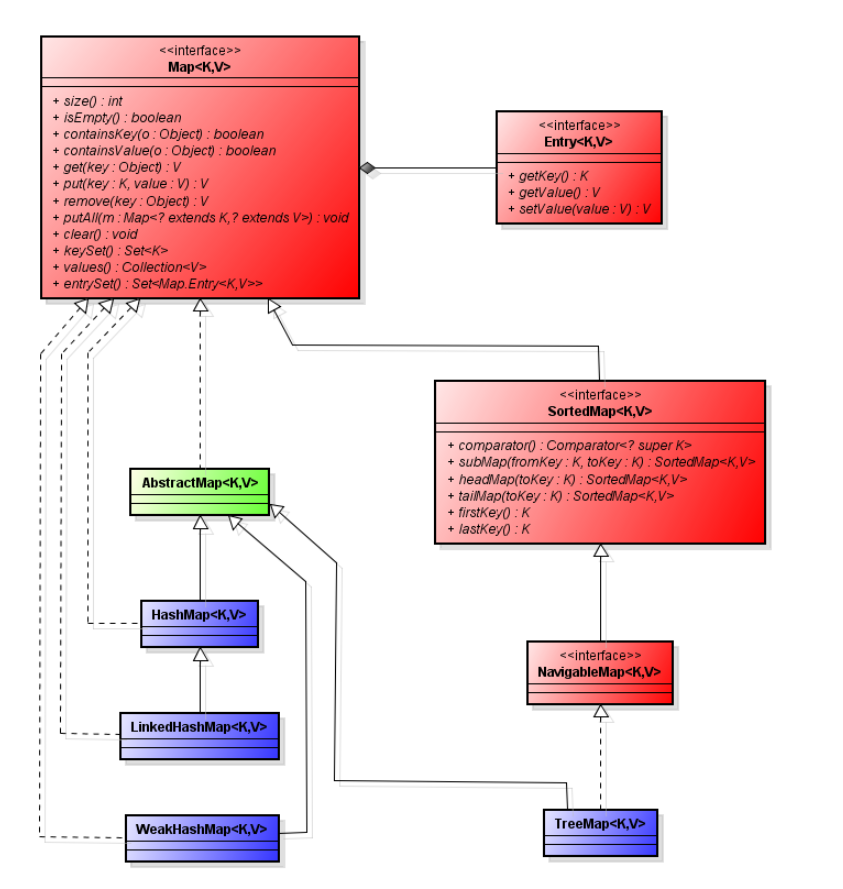 <<interface>>
Map<K,V>
+ size() : int
+ isEmpty() : boolean
+ containsKey(o : Object) : boolean
+ containsValue(o : Object) : boolean
+ get(key : Object) : V
+ put(key : K, value : V) : V
+ remove(key : Object) : V
+ putAll(m : Map<? extends K,? extends V>) : void
+ clear() : void
+ keySet() : Set<K>
+ values() : Collection<V>
+ entrySet() : Set<Map.Entry<K,V>>
<<interface>>
Entry<K,V>
+ getKey() : K
+ getValue() : V
+ setValue(value : V) : V
<<interface>>
SortedMap<K,V>
+ comparator() : Comparator<? super K>
+ subMap(fromKey : K, toKey : K) : SortedMap<K,V>
+ headMap(toKey : K) : SortedMap<K,V>
+ tailMap(toKey : K) : SortedMap<K,V>
+ firstKey() : K
+ lastKey() : K
AbstractMap<K,V>
HashMap<K,V>
<<interface>>
NavigableMap<K,V>
LinkedHashMap<K,V>
WeakHashMap<K,V>
TreeMap<K,V>